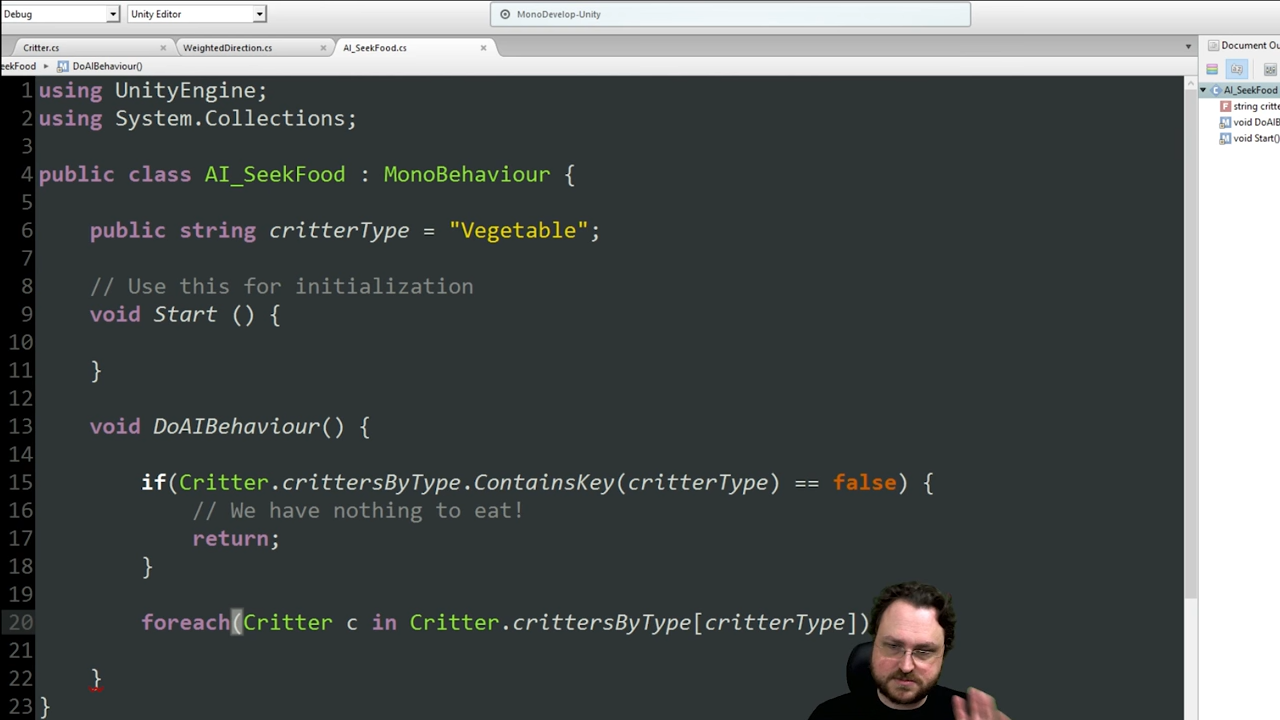 Debug Unity Editor MonoDevelop-Unity
Critter.cs WeightedDirection.cs AI_SeekFood.cs Document Ou
eekFood DoAIBehaviour()
AI_SeekFood
string critte
void DoAIB
void Start()
1 using UnityEngine;
2 using System.Collections;
3
4 public class AI_SeekFood : MonoBehaviour {
5
6 public string critterType = "Vegetable";
7
8 // Use this for initialization
9 void Start () {
10
11 }
12
13 void DoAIBehaviour() {
14
15 if(Critter.crittersByType.ContainsKey(critterType) == false) {
16 // We have nothing to eat!
17 return;
18 }
19
20 foreach(Critter c in Critter.crittersByType[critterType])
21
22 }
23 }